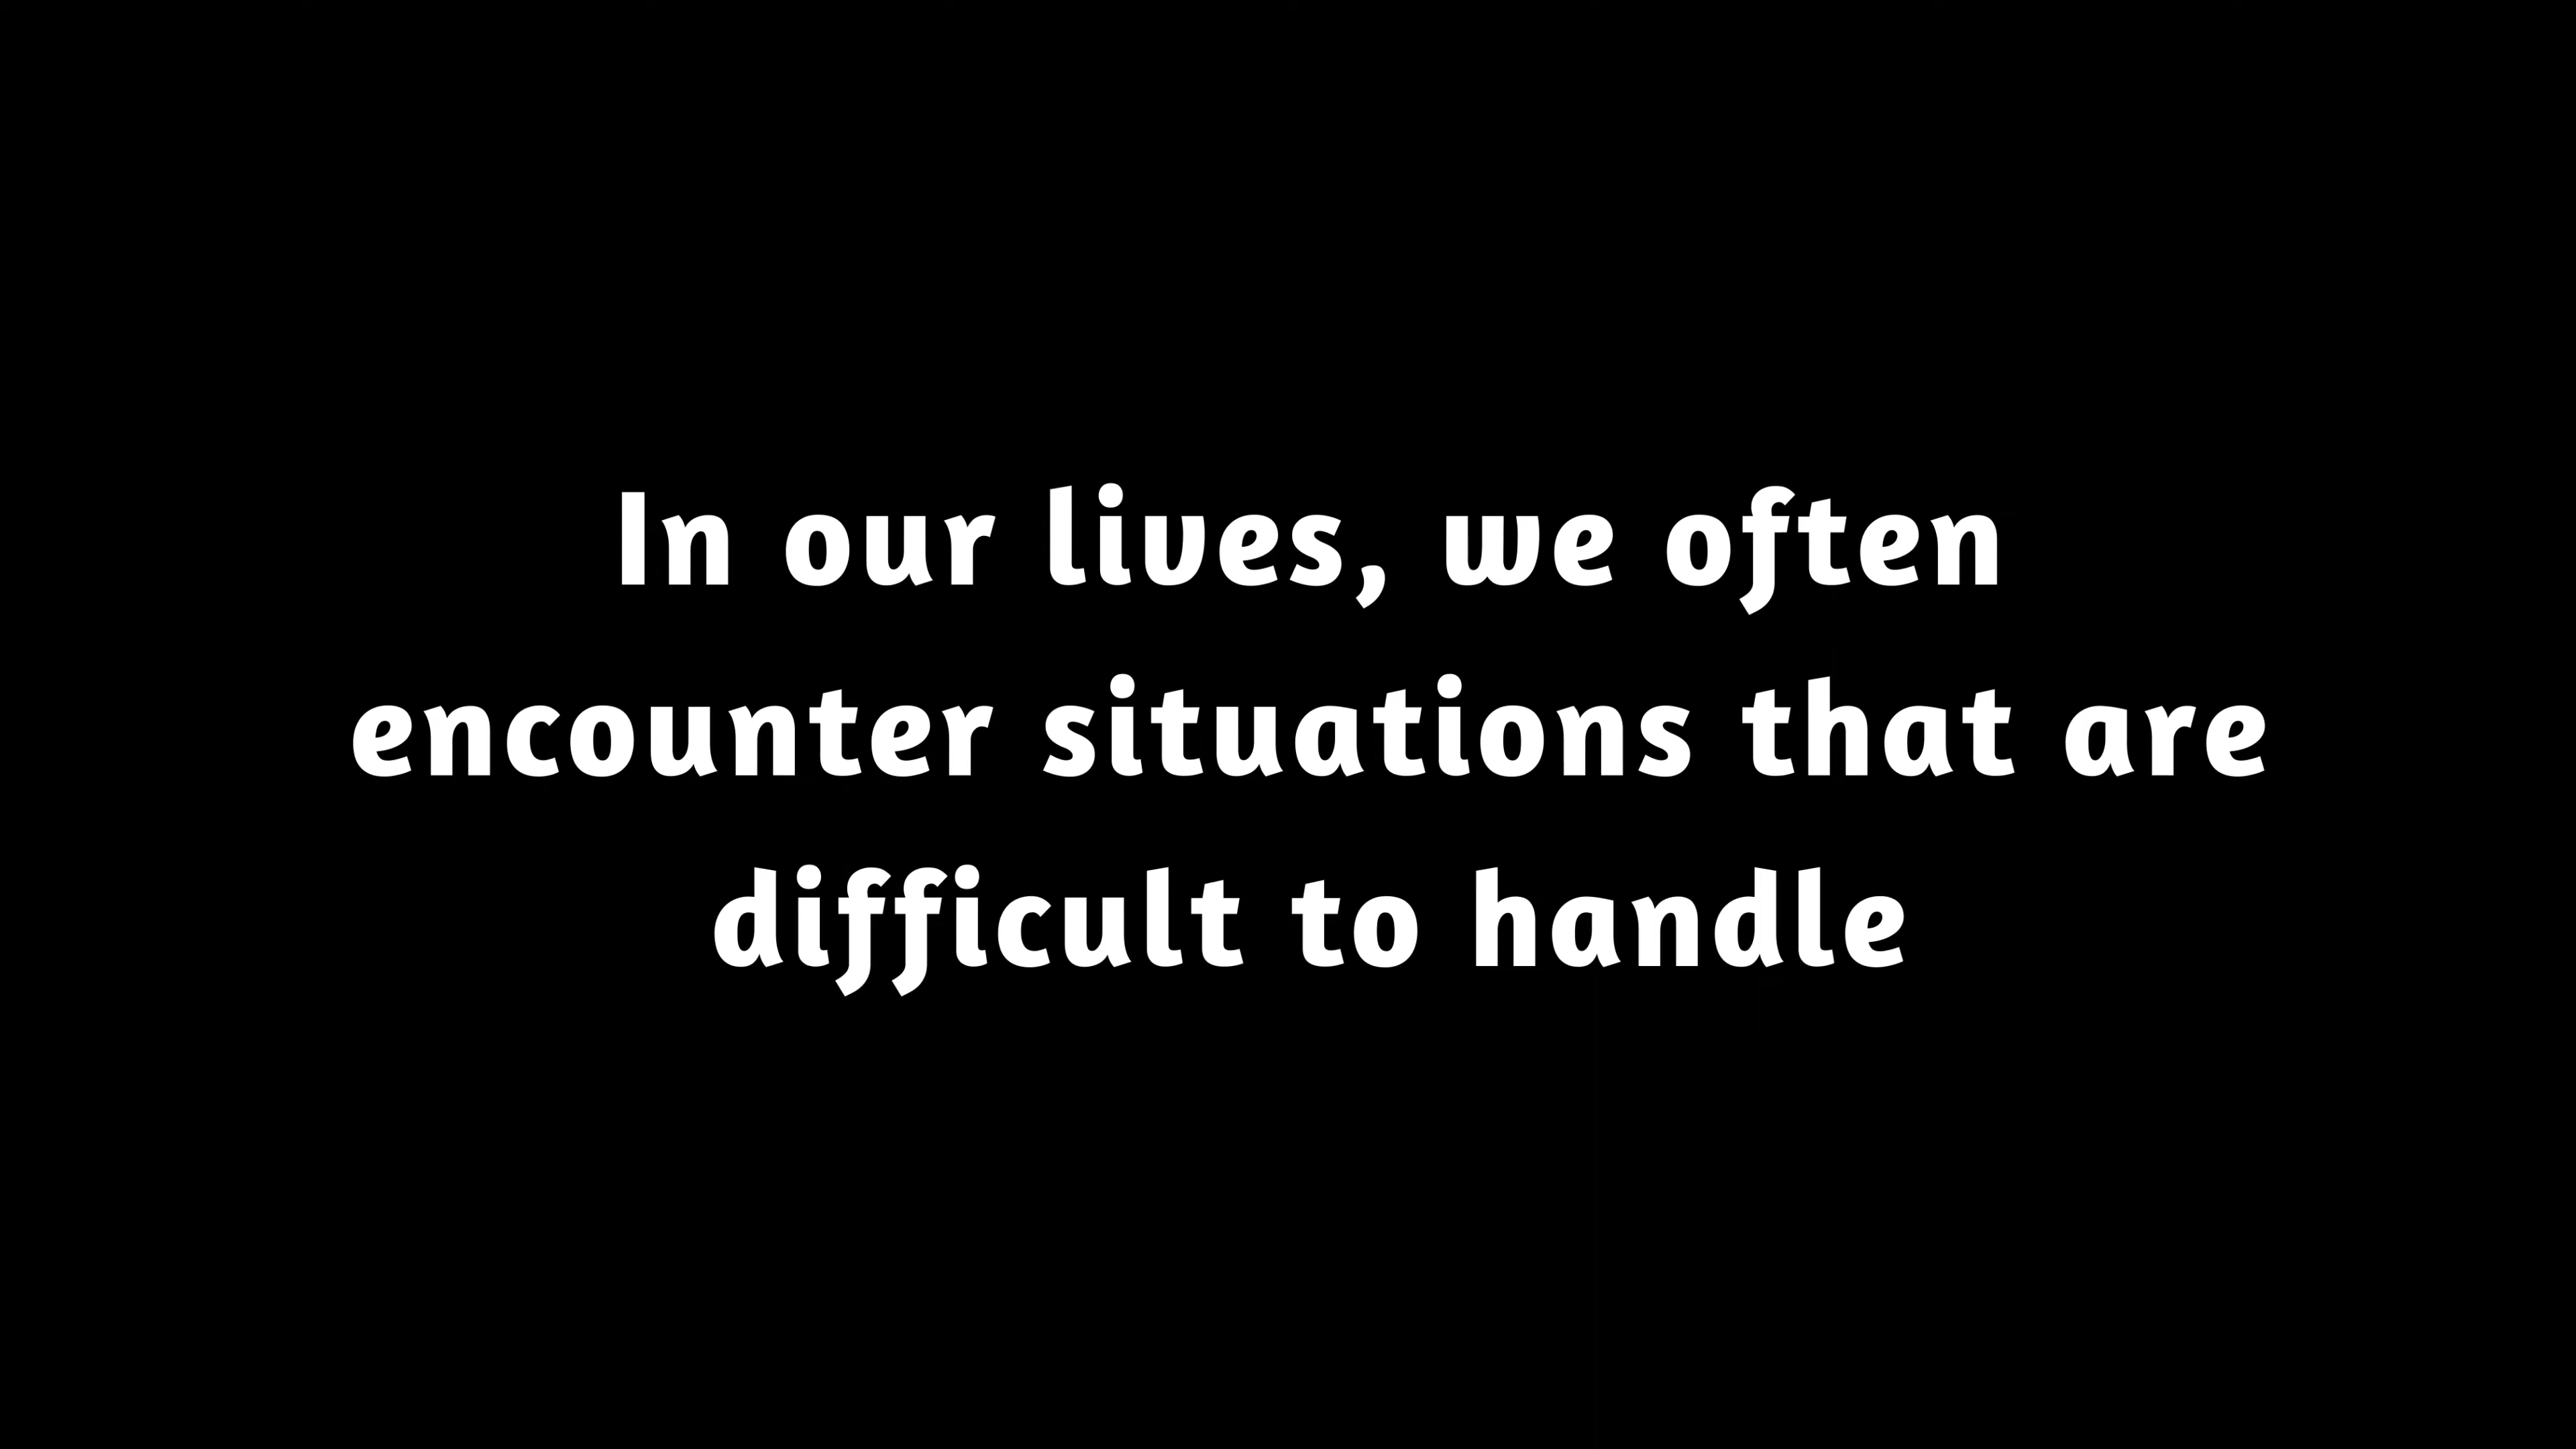 In our lives, we often
encounter situations that are
difficult to handle